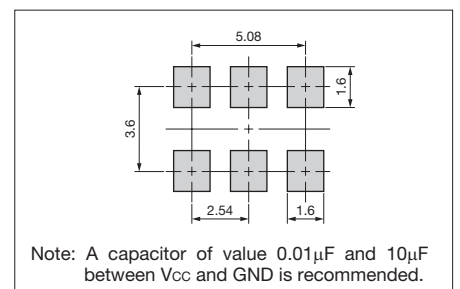 5.08
1.6
3.6
2.54
1.6
Note: A capacitor of value 0.01μF and 10μF
between Vcc and GND is recommended.